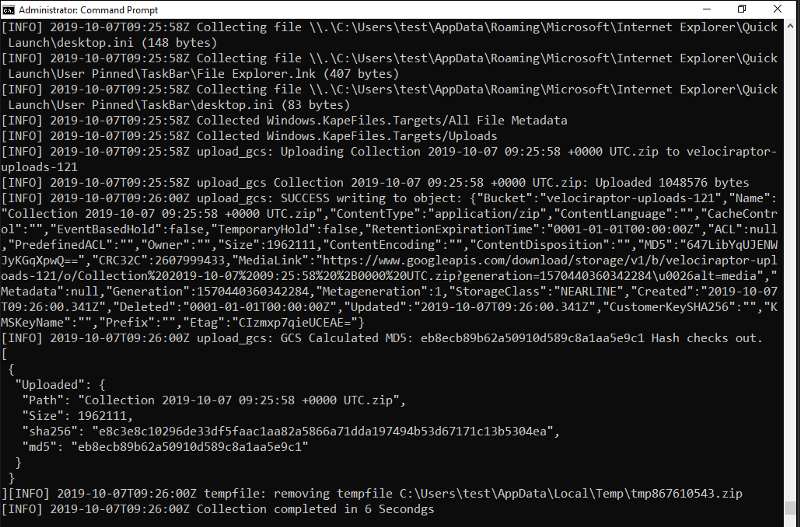 Administrator: Command Prompt
[INFO] 2019-10-07T09:25:58Z Collecting file \\.\C:\Users\test\AppData\Roaming\Microsoft\Internet Explorer\Quick
 Launch\desktop.ini (148 bytes)
[INFO] 2019-10-07T09:25:58Z Collecting file \\.\C:\Users\test\AppData\Roaming\Microsoft\Internet Explorer\Quick
 Launch\User Pinned\TaskBar\File Explorer.lnk (407 bytes)
[INFO] 2019-10-07T09:25:58Z Collecting file \\.\C:\Users\test\AppData\Roaming\Microsoft\Internet Explorer\Quick
 Launch\User Pinned\TaskBar\desktop.ini (83 bytes)
[INFO] 2019-10-07T09:25:58Z Collected Windows.KapeFiles.Targets/All File Metadata
[INFO] 2019-10-07T09:25:58Z Collected Windows.KapeFiles.Targets/Uploads
[INFO] 2019-10-07T09:25:58Z upload_gcs: Uploading Collection 2019-10-07 09:25:58 +0000 UTC.zip to velociraptor-
uploads-121
[INFO] 2019-10-07T09:25:58Z upload_gcs Collection 2019-10-07 09:25:58 +0000 UTC.zip: Uploaded 1048576 bytes
[INFO] 2019-10-07T09:26:00Z upload_gcs: SUCCESS writing to object: {"Bucket":"velociraptor-uploads-121","Name":
"Collection 2019-10-07 09:25:58 +0000 UTC.zip","ContentType":"application/zip","ContentLanguage":"","CacheContro
l":"","EventBasedHold":false,"TemporaryHold":false,"RetentionExpirationTime":"0001-01-01T00:00:00Z","ACL":null
,"PredefinedACL":"","Owner":"","Size":1962111,"ContentEncoding":"","ContentDisposition":"","MD5":"647LibYqUJENW
JyKGqXpwQ==","CRC32C":2607999433,"MediaLink":"https://www.googleapis.com/download/storage/v1/b/velociraptor-upl
oads-121/o/Collection%202019-10-07%2009:25:58%20%2B0000%20UTC.zip?generation=1570440360342284\u0026alt=media","
Metadata":null,"Generation":1570440360342284,"Metageneration":1,"StorageClass":"NEARLINE","Created":"2019-10-07
T09:26:00.341Z","Deleted":"0001-01-01T00:00:00Z","Updated":"2019-10-07T09:26:00.341Z","CustomerKeySHA256":"","K
MSKeyName":"","Prefix":"","Etag":"CIzmxp7qieUCEAE="}
[INFO] 2019-10-07T09:26:00Z upload_gcs: GCS Calculated MD5: eb8ecb89b62a50910d589c8a1aa5e9c1 Hash checks out.
[
 {
  "Uploaded": {
   "Path": "Collection 2019-10-07 09:25:58 +0000 UTC.zip",
   "Size": 1962111,
   "sha256": "e8c3e8c10296de33df5faac1aa82a5866a71dda197494b53d67171c13b5304ea",
   "md5": "eb8ecb89b62a50910d589c8a1aa5e9c1"
  }
 }
][INFO] 2019-10-07T09:26:00Z tempfile: removing tempfile C:\Users\test\AppData\Local\Temp\tmp867610543.zip
[INFO] 2019-10-07T09:26:00Z Collection completed in 6 Secondgs